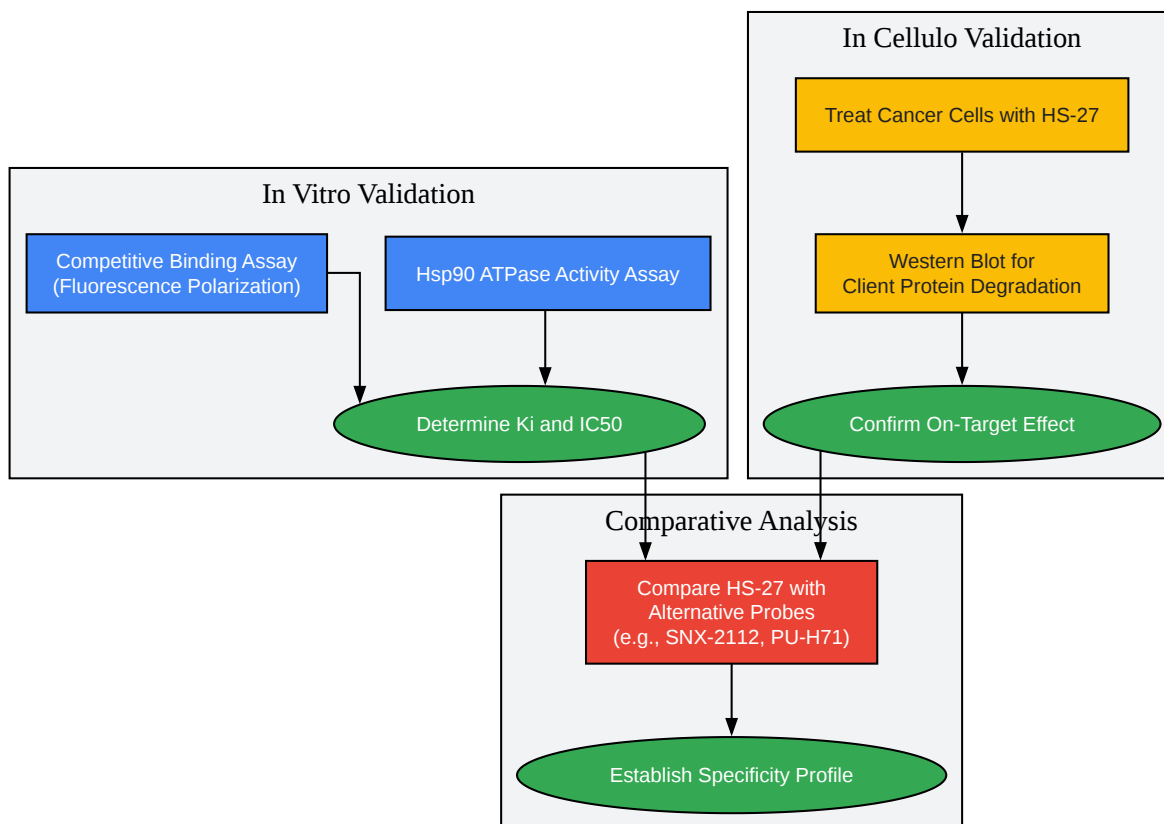 In Vitro Validation
Competitive Binding Assay
(Fluorescence Polarization)
Hsp90 ATPase Activity Assay
Determine Ki and IC50
In Cellulo Validation
Treat Cancer Cells with HS-27
Western Blot for
Client Protein Degradation
Confirm On-Target Effect
Comparative Analysis
Compare HS-27 with
Alternative Probes
(e.g., SNX-2112, PU-H71)
Establish Specificity Profile